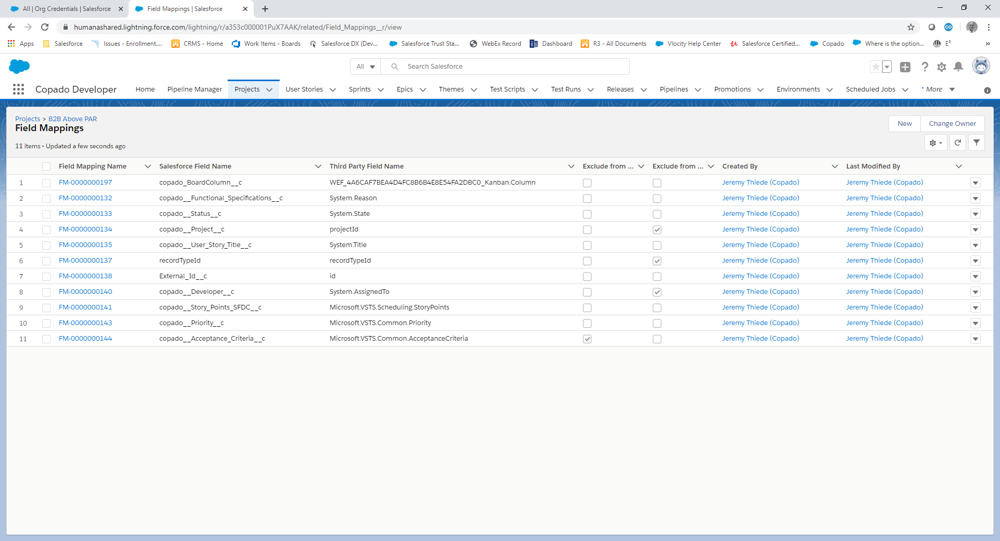 All | Org Credentials | Salesforce
Field Mappings | Salesforce
humanashared.lightning.force.com/lightning/r/a353c000001PuX7AAK/related/Field_Mappings__r/view
Apps Salesforce Issues - Enrollment.... CRMS - Home Work Items - Boards Salesforce DX (Dev... Salesforce Trust Sta... WebEx Record Dashboard R3 - All Documents Vlocity Help Center Salesforce Certified... Copado Where is the option... E³ »
All Search Salesforce
Copado Developer Home Pipeline Manager Projects User Stories Sprints Epics Themes Test Scripts Test Runs Releases Pipelines Promotions Environments Scheduled Jobs * More
Projects > B2B Above PAR
Field Mappings
New Change Owner
11 items • Updated a few seconds ago
Field Mapping Name Salesforce Field Name Third Party Field Name Exclude from ... Exclude from ... Created By Last Modified By
1 FM-0000000197 copado_BoardColumn__c WEF_4A6CAF7BEA4D4FC8B6B4E8E54FA2DBC0_Kanban.Column Jeremy Thiede (Copado) Jeremy Thiede (Copado)
2 FM-0000000132 copado__Functional_Specifications__c System.Reason Jeremy Thiede (Copado) Jeremy Thiede (Copado)
3 FM-0000000133 copado__Status__c System.State Jeremy Thiede (Copado) Jeremy Thiede (Copado)
4 FM-0000000134 copado__Project__c projectId Jeremy Thiede (Copado) Jeremy Thiede (Copado)
5 FM-0000000135 copado__User_Story_Title__c System.Title Jeremy Thiede (Copado) Jeremy Thiede (Copado)
6 FM-0000000137 recordTypeId recordTypeId Jeremy Thiede (Copado) Jeremy Thiede (Copado)
7 FM-0000000138 External_Id__c id Jeremy Thiede (Copado) Jeremy Thiede (Copado)
8 FM-0000000140 copado__Developer__c System.AssignedTo Jeremy Thiede (Copado) Jeremy Thiede (Copado)
9 FM-0000000141 copado__Story_Points_SFDC__c Microsoft.VSTS.Scheduling.StoryPoints Jeremy Thiede (Copado) Jeremy Thiede (Copado)
10 FM-0000000143 copado__Priority__c Microsoft.VSTS.Common.Priority Jeremy Thiede (Copado) Jeremy Thiede (Copado)
11 FM-0000000144 copado__Acceptance_Criteria__c Microsoft.VSTS.Common.AcceptanceCriteria Jeremy Thiede (Copado) Jeremy Thiede (Copado)